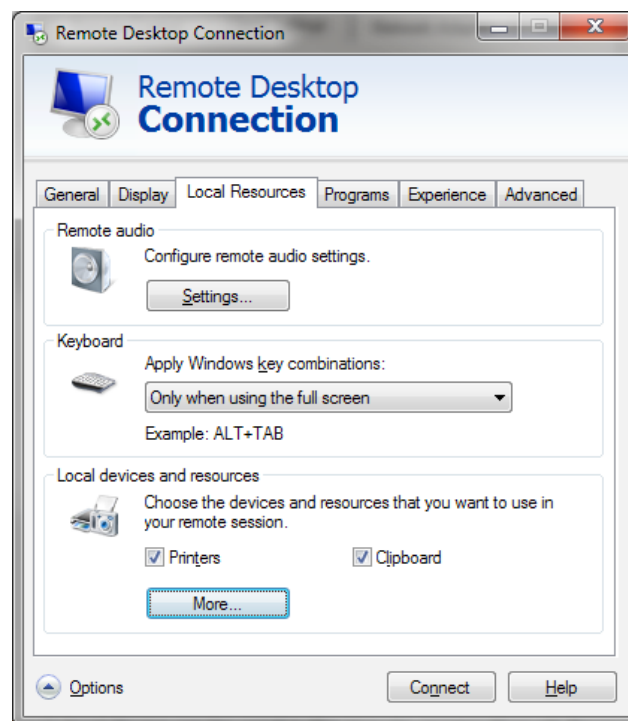 Remote Desktop Connection
Remote Desktop
Connection
General Display Local Resources Programs Experience Advanced
Remote audio
Configure remote audio settings.
Settings...
Keyboard
Apply Windows key combinations:
Only when using the full screen
Example: ALT+TAB
Local devices and resources
Choose the devices and resources that you want to use in
your remote session.
Printers Clipboard
More...
Options Connect Help